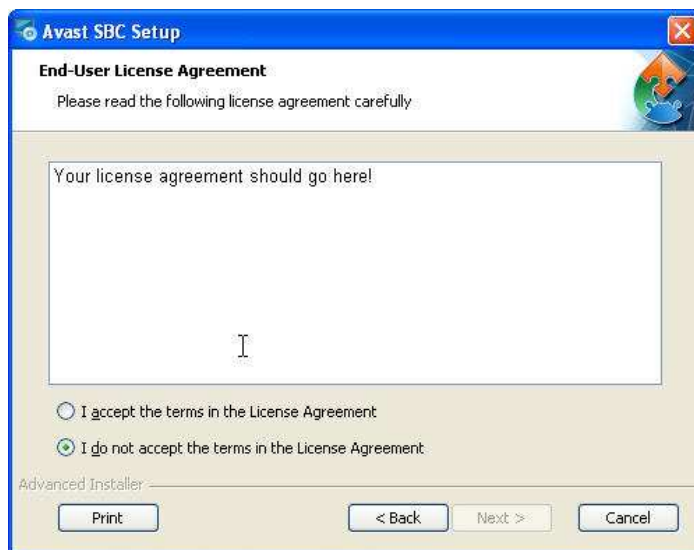 Avast SBC Setup
End-User License Agreement
Please read the following license agreement carefully
Your license agreement should go here!
I accept the terms in the License Agreement
I do not accept the terms in the License Agreement
Advanced Installer
Print
< Back
Next >
Cancel